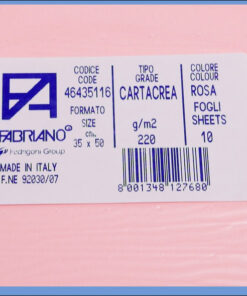 CODICE
CODE
46435116
TIPO
GRADE
CARTACREA
COLORE
COLOUR
ROSA
FORMATO
SIZE
cm.
35 x 50
g/m2
220
FOGLI
SHEETS
10
FABRIANO®
Fedrigoni Group
MADE IN ITALY
F.NE 92030/07
8 001348 127680